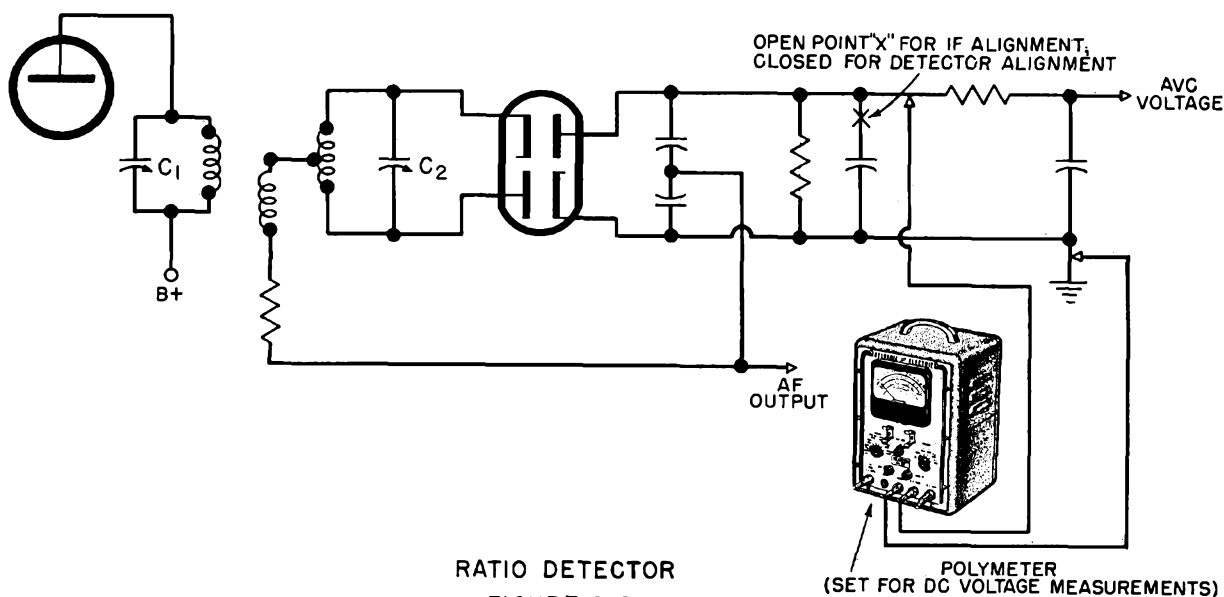 OPEN POINT "X" FOR IF ALIGNMENT;
CLOSED FOR DETECTOR ALIGNMENT
AVC
VOLTAGE
C1
C2
B+
AF
OUTPUT
RATIO DETECTOR
POLYMETER
(SET FOR DC VOLTAGE MEASUREMENTS)